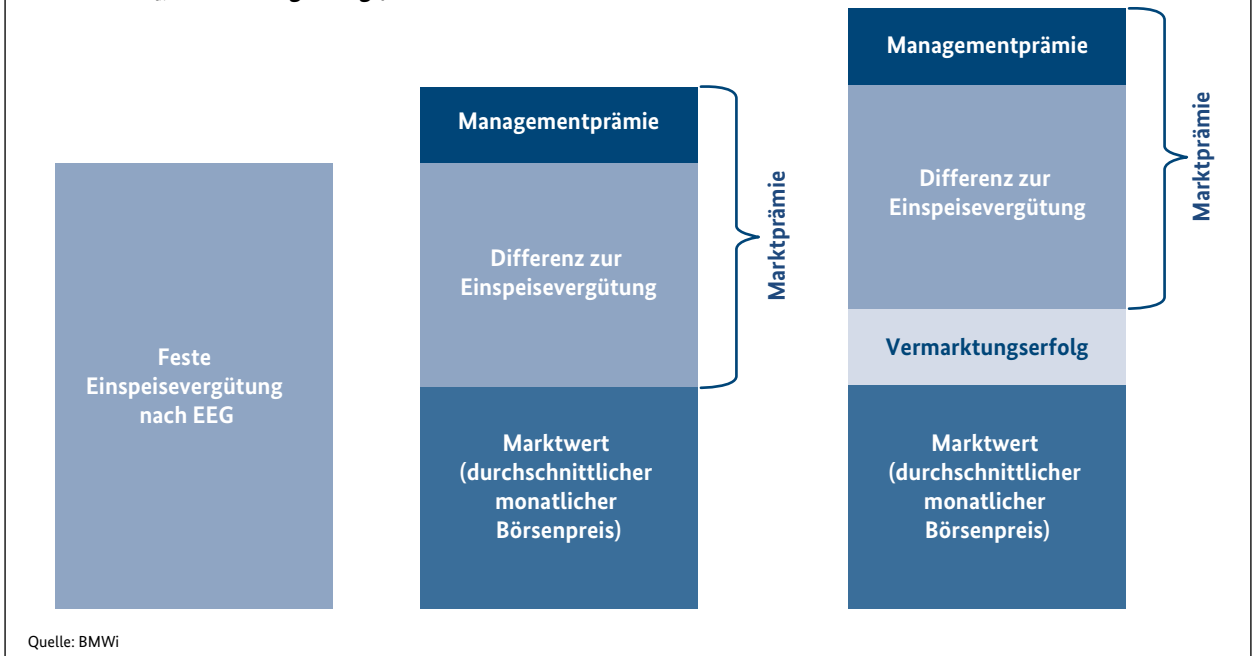 Managementprämie
Differenz zur
Einspeisevergütung
Vermarktungserfolg
Marktwert
(durchschnittlicher
monatlicher
Börsenpreis)
Marktprämie
Managementprämie
Differenz zur
Einspeisevergütung
Marktwert
(durchschnittlicher
monatlicher
Börsenpreis)
Marktprämie
Feste
Einspeisevergütung
nach EEG
Quelle: BMWi